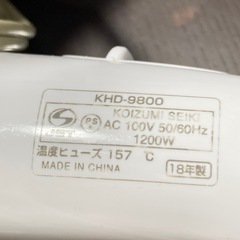 KHD-9800
KOIZUMI SEIKI
PS AC 100V 50/60Hz
1200W
温度ヒューズ 157 ℃
MADE IN CHINA 18年製